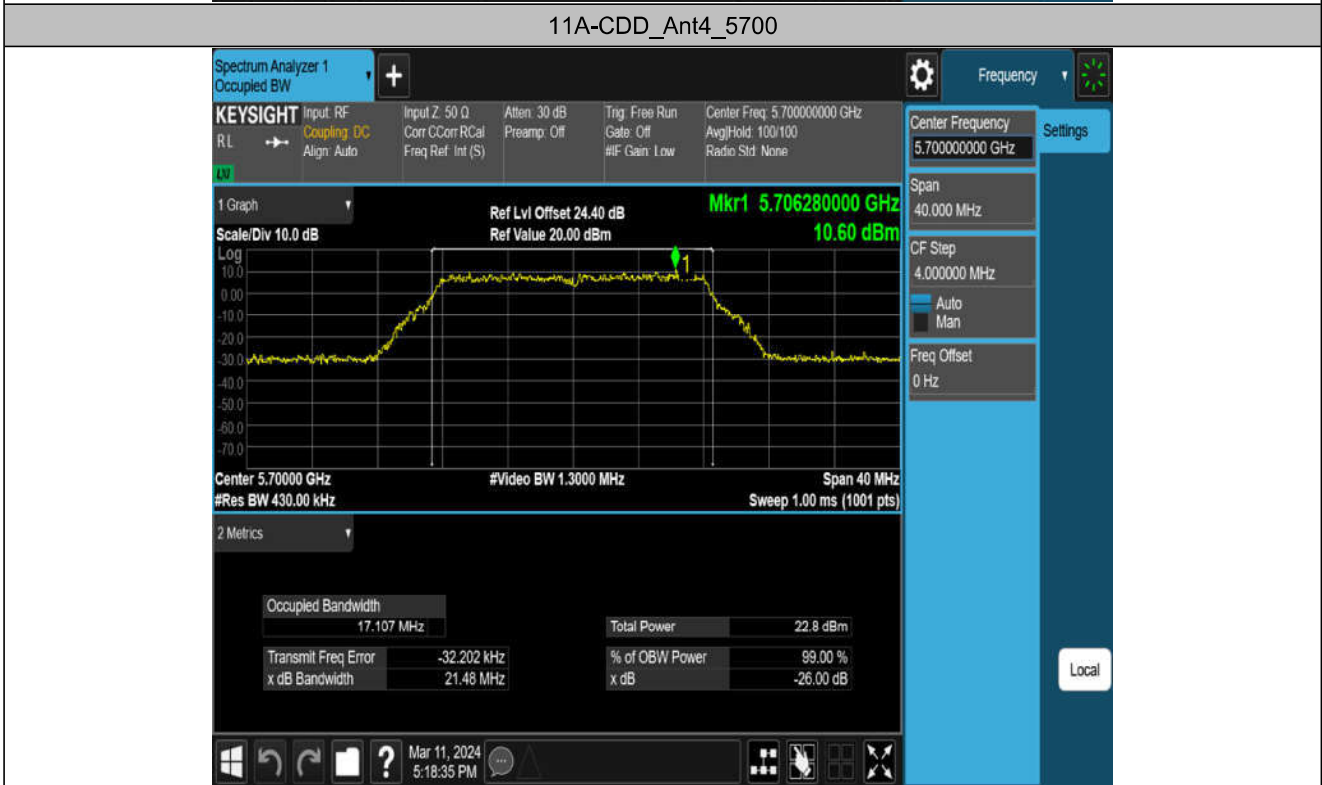 11A-CDD_Ant4_5700
Spectrum Analyzer 1
Occupied BW
Frequency
KEYSIGHT
RL
Input: RF
Coupling: DC
Align: Auto
Input Z: 50 Ω
Corr CCorr RCal
Freq Ref: Int (S)
Atten: 30 dB
Preamp: Off
Trig: Free Run
Gate: Off
#IF Gain: Low
Center Freq: 5.700000000 GHz
Avg|Hold: 100/100
Radio Std: None
Center Frequency
5.700000000 GHz
Settings
Span
40.000 MHz
CF Step
4.000000 MHz
Auto
Man
Freq Offset
0 Hz
1 Graph
Scale/Div 10.0 dB
Ref Lvl Offset 24.40 dB
Ref Value 20.00 dBm
Mkr1 5.706280000 GHz
10.60 dBm
Log
10.0
0.00
-10.0
-20.0
-30.0
-40.0
-50.0
-60.0
-70.0
1
Center 5.70000 GHz
#Video BW 1.3000 MHz
Span 40 MHz
#Res BW 430.00 kHz
Sweep 1.00 ms (1001 pts)
2 Metrics
Occupied Bandwidth
17.107 MHz
Total Power 22.8 dBm
Transmit Freq Error -32.202 kHz
% of OBW Power 99.00 %
x dB Bandwidth 21.48 MHz
x dB -26.00 dB
Local
?
Mar 11, 2024
5:18:35 PM